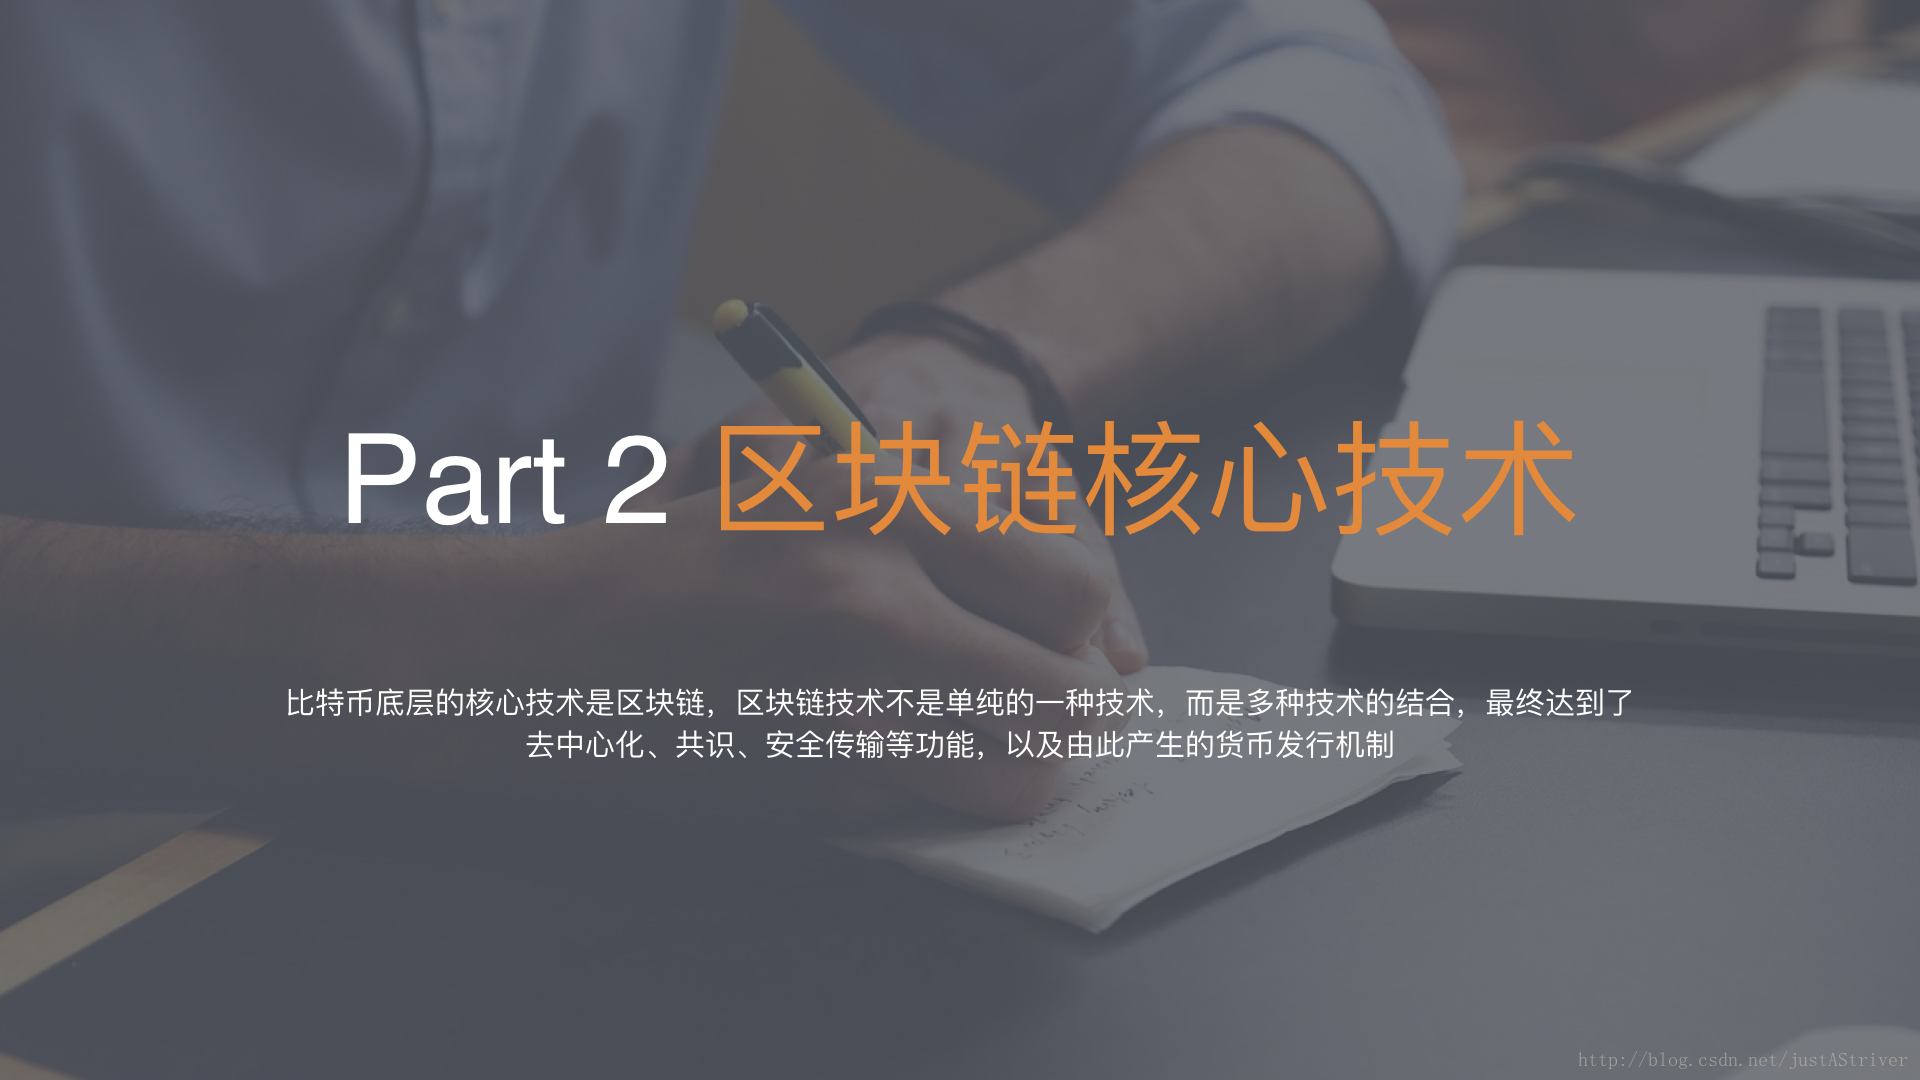 Part 2 区块链核心技术
比特币底层的核心技术是区块链，区块链技术不是单纯的一种技术，而是多种技术的结合，最终达到了
去中心化、共识、安全传输等功能，以及由此产生的货币发行机制
http://blog.csdn.net/justAStriver